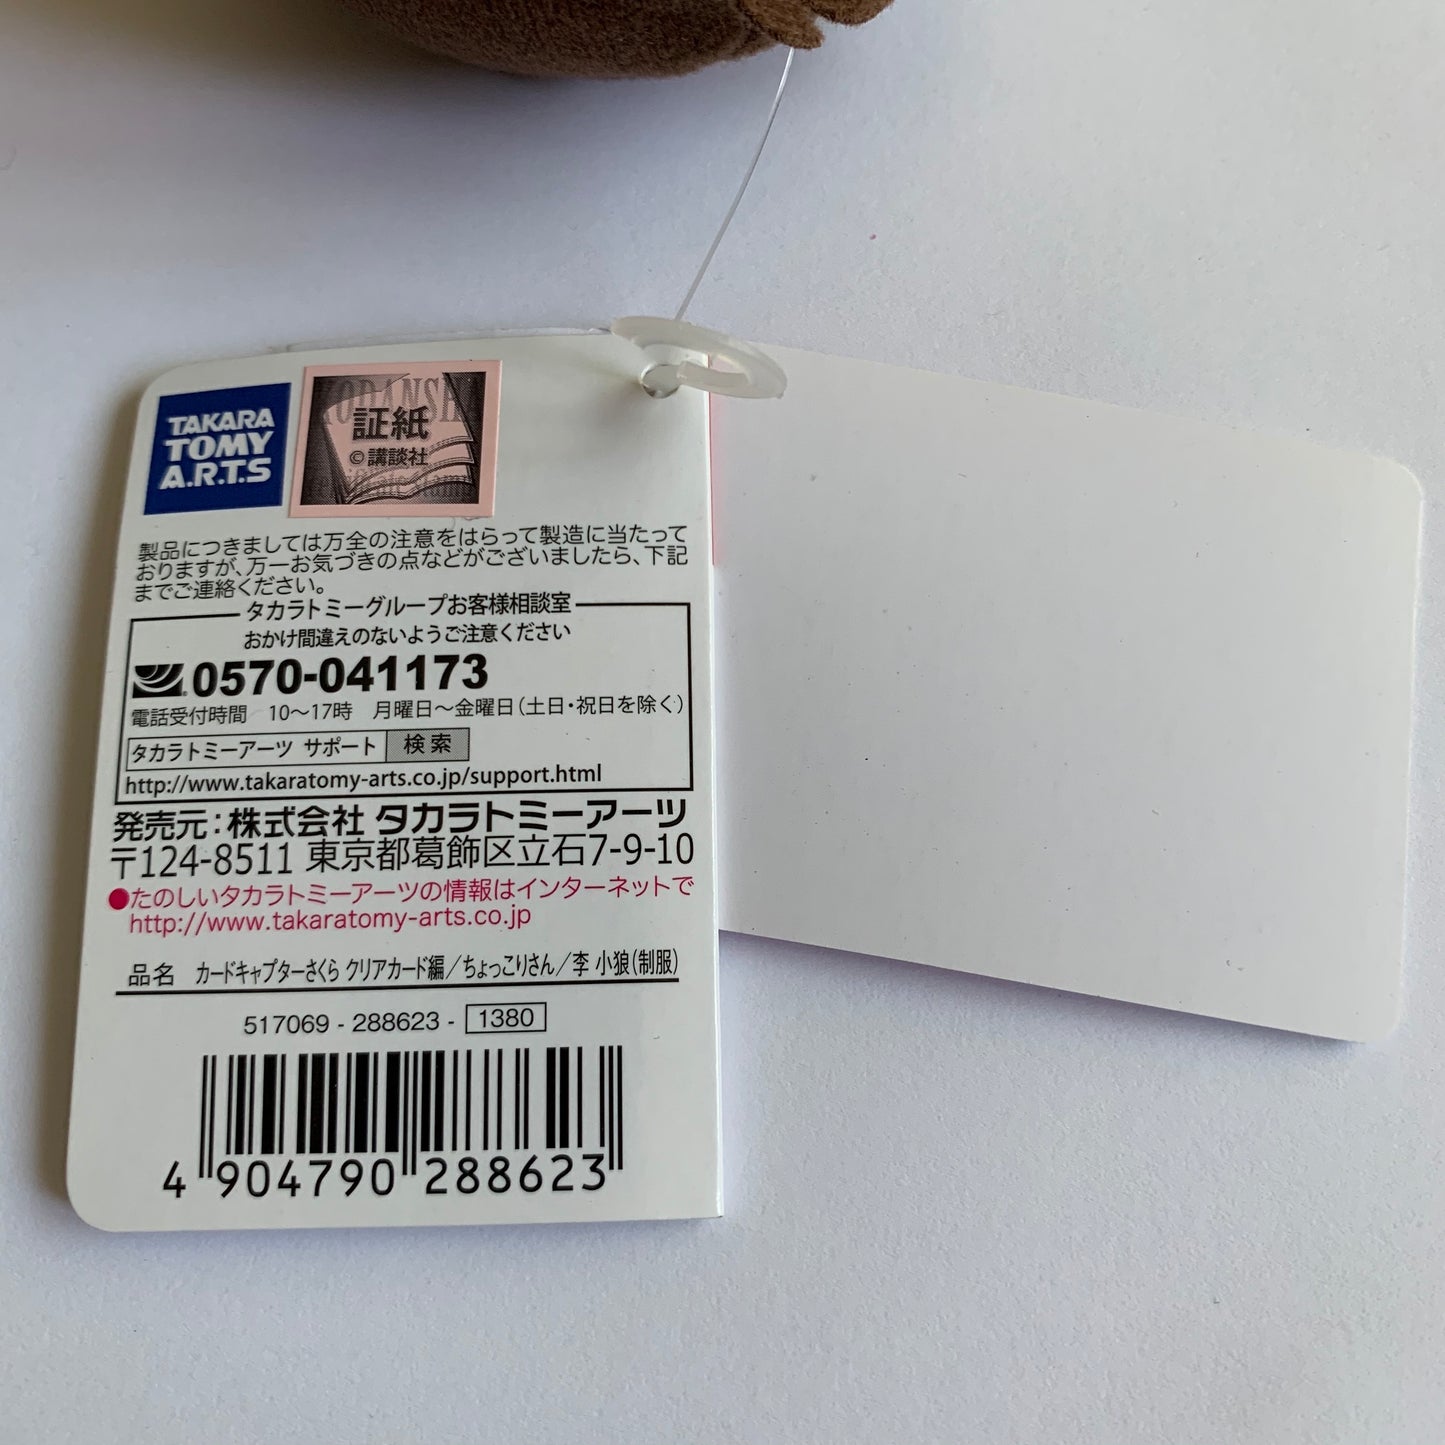 TAKARA
TOMY
A.R.T.S
KODANSH
証紙
©講談社
製品につきましては万全の注意をはらって製造に当たって
おりますが、万一お気づきの点などがございましたら、下記
までご連絡ください。
タカラトミーグループお客様相談室
おかけ間違えのないようご注意ください
0570-041173
電話受付時間 10〜17時 月曜日〜金曜日(土日・祝日を除く)
タカラトミーアーツ サポート 検索
http://www.takaratomy-arts.co.jp/support.html
発売元:株式会社 タカラトミーアーツ
〒124-8511 東京都葛飾区立石7-9-10
●たのしいタカラトミーアーツの情報はインターネットで
http://www.takaratomy-arts.co.jp
品名 カードキャプターさくら クリアカード編/ちょっこりさん/李 小狼(制服)
517069 - 288623 - 1380
4 904790 288623